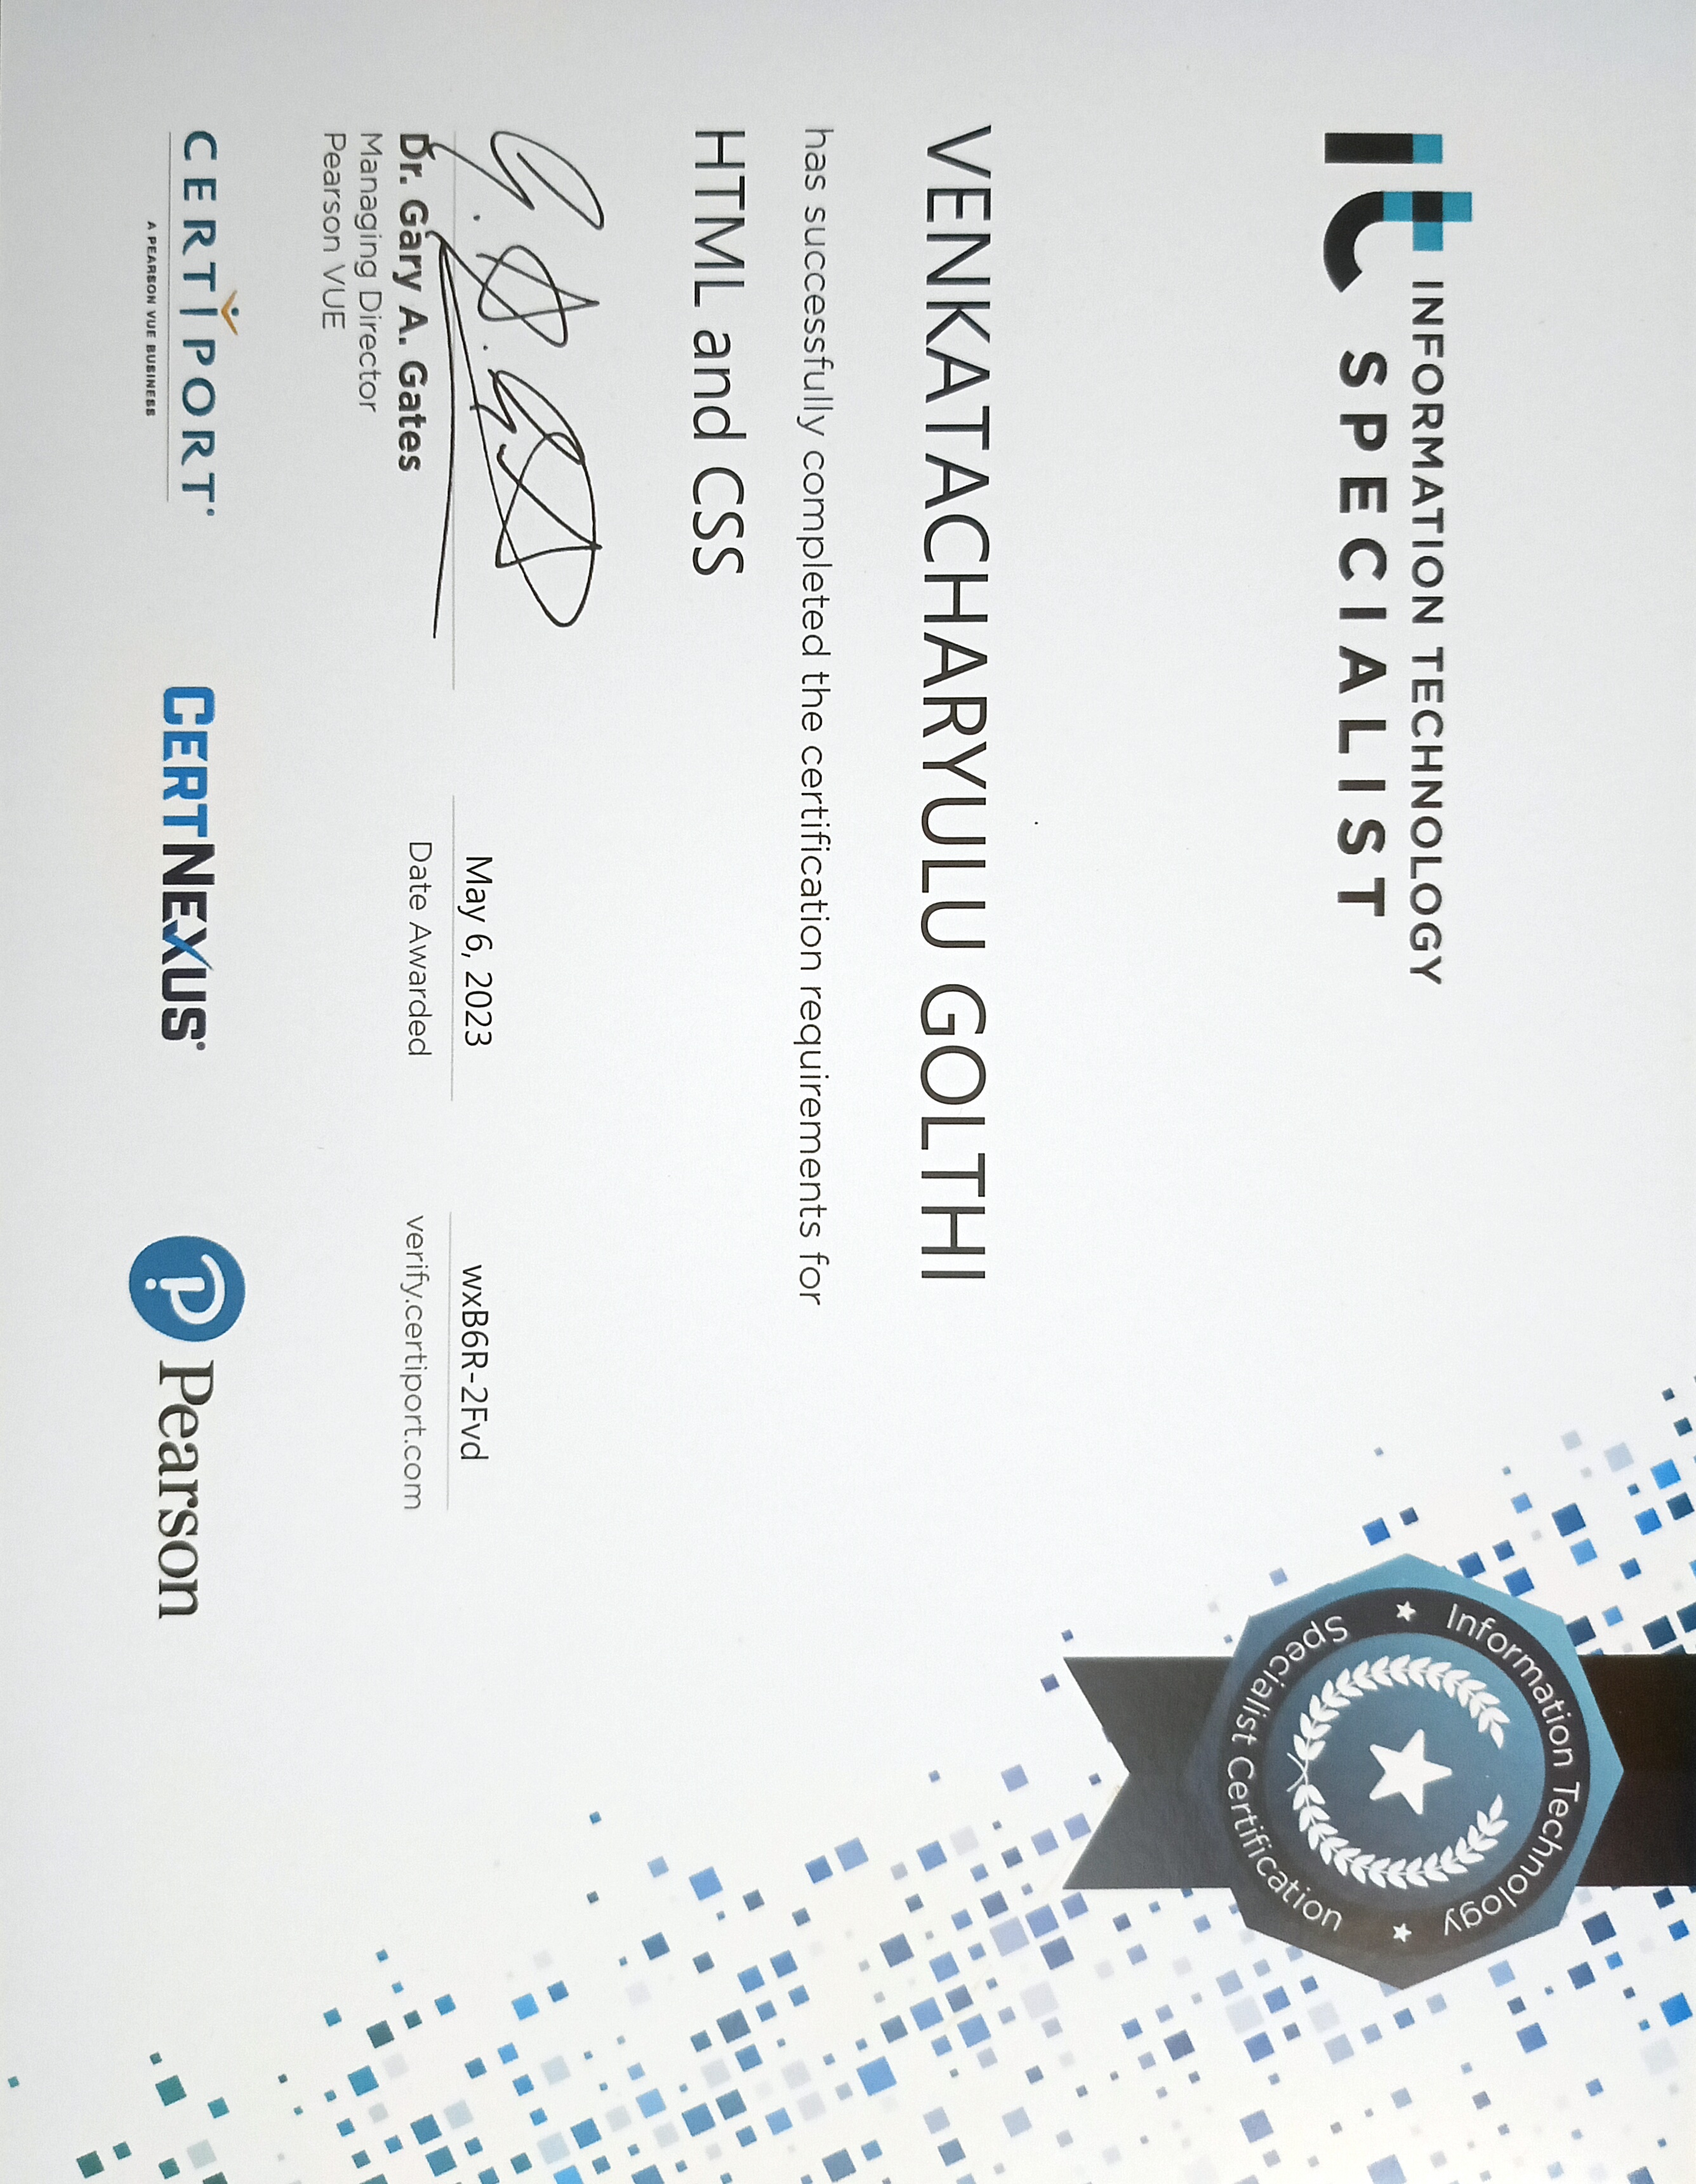 Information Technology
Specialist Certification
it INFORMATION TECHNOLOGY
SPECIALIST
VENKATACHARYULU GOLTHI
has successfully completed the certification requirements for
HTML and CSS
G. A. Gates
May 6, 2023
wxB6R-2Fvd
Dr. Gary A. Gates
Date Awarded
verify.certiport.com
Managing Director
Pearson VUE
CERTIPORT
A PEARSON VUE BUSINESS
CERTNEXUS
Pearson